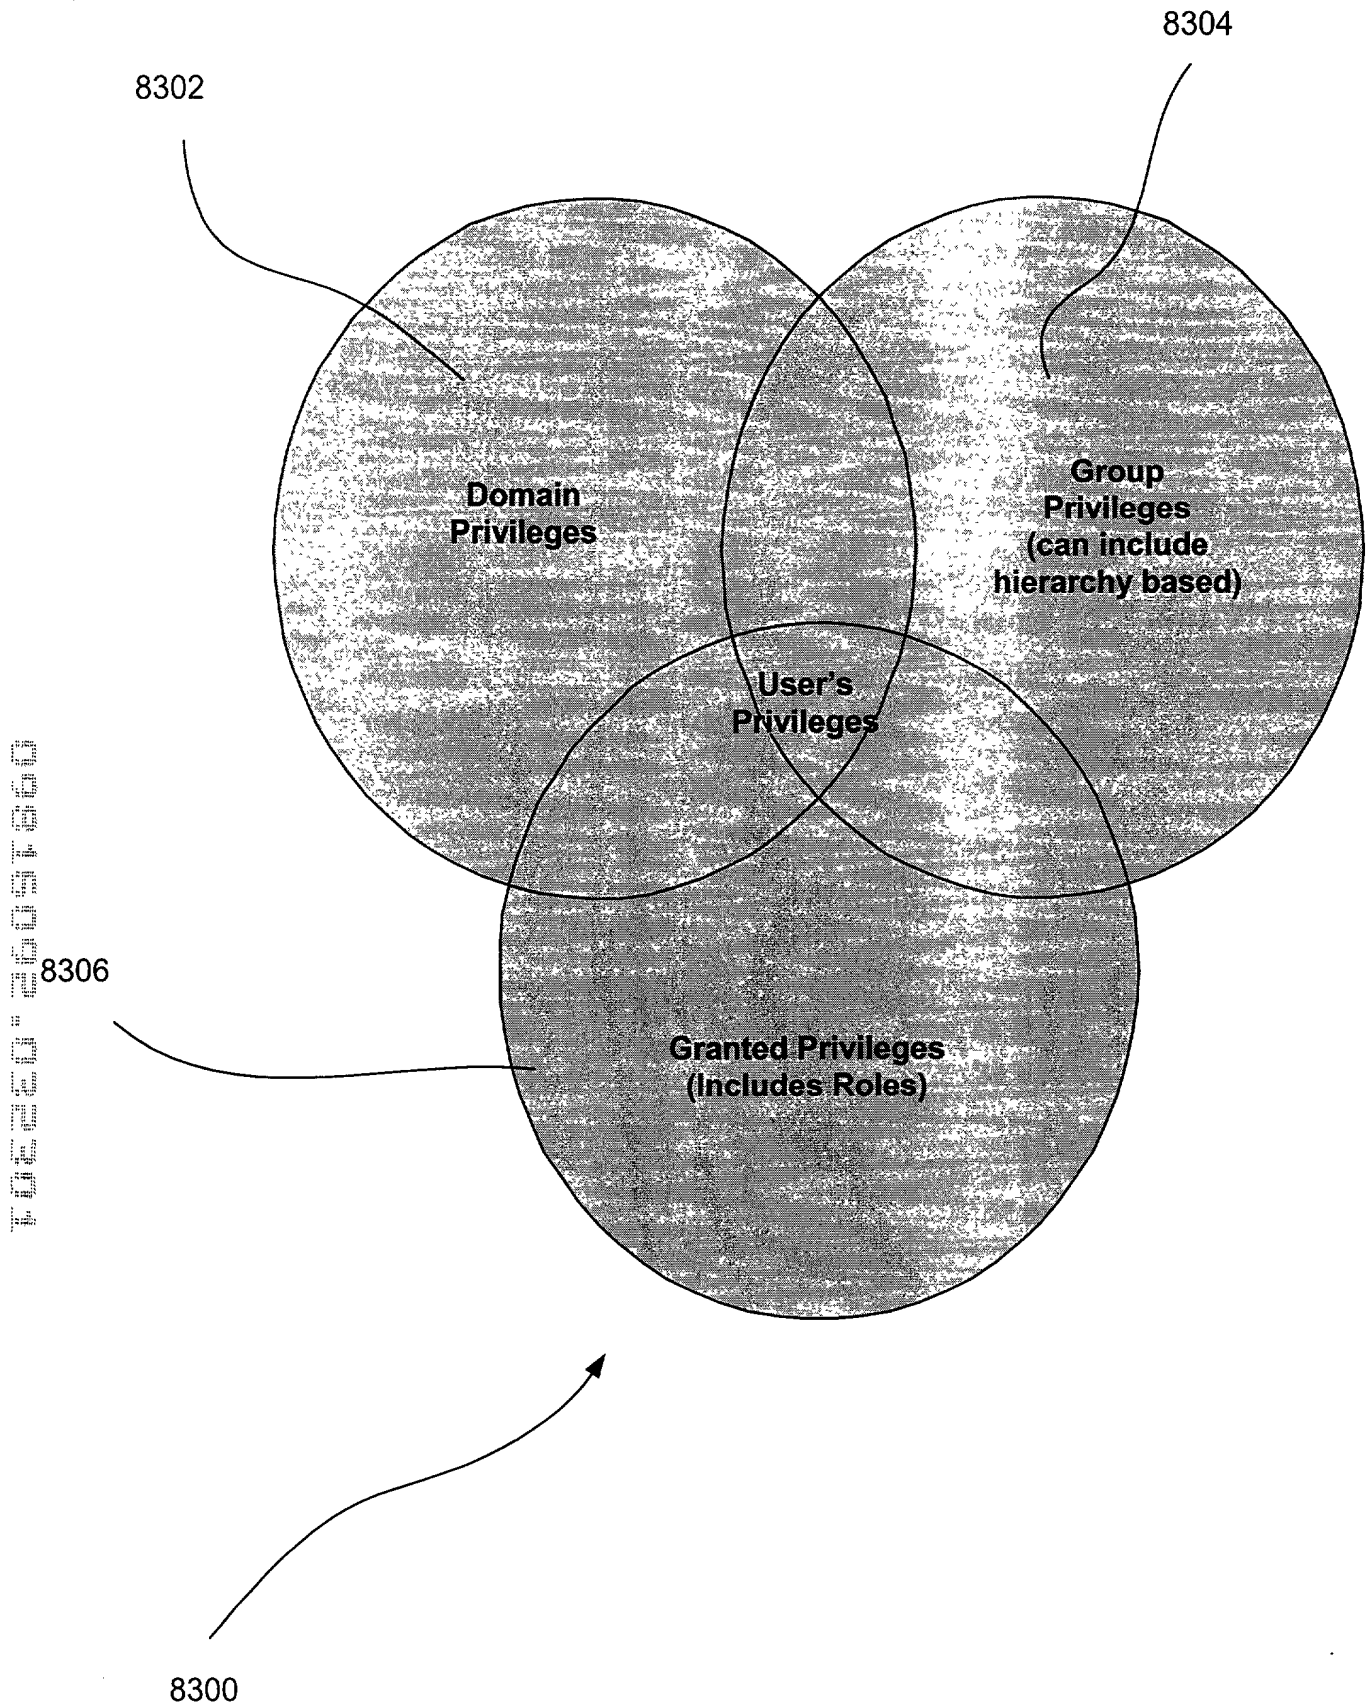 8304
8302
Domain
Privileges
Group
Privileges
(can include
hierarchy based)
User's
Privileges
8306
Granted Privileges
(Includes Roles)
8300